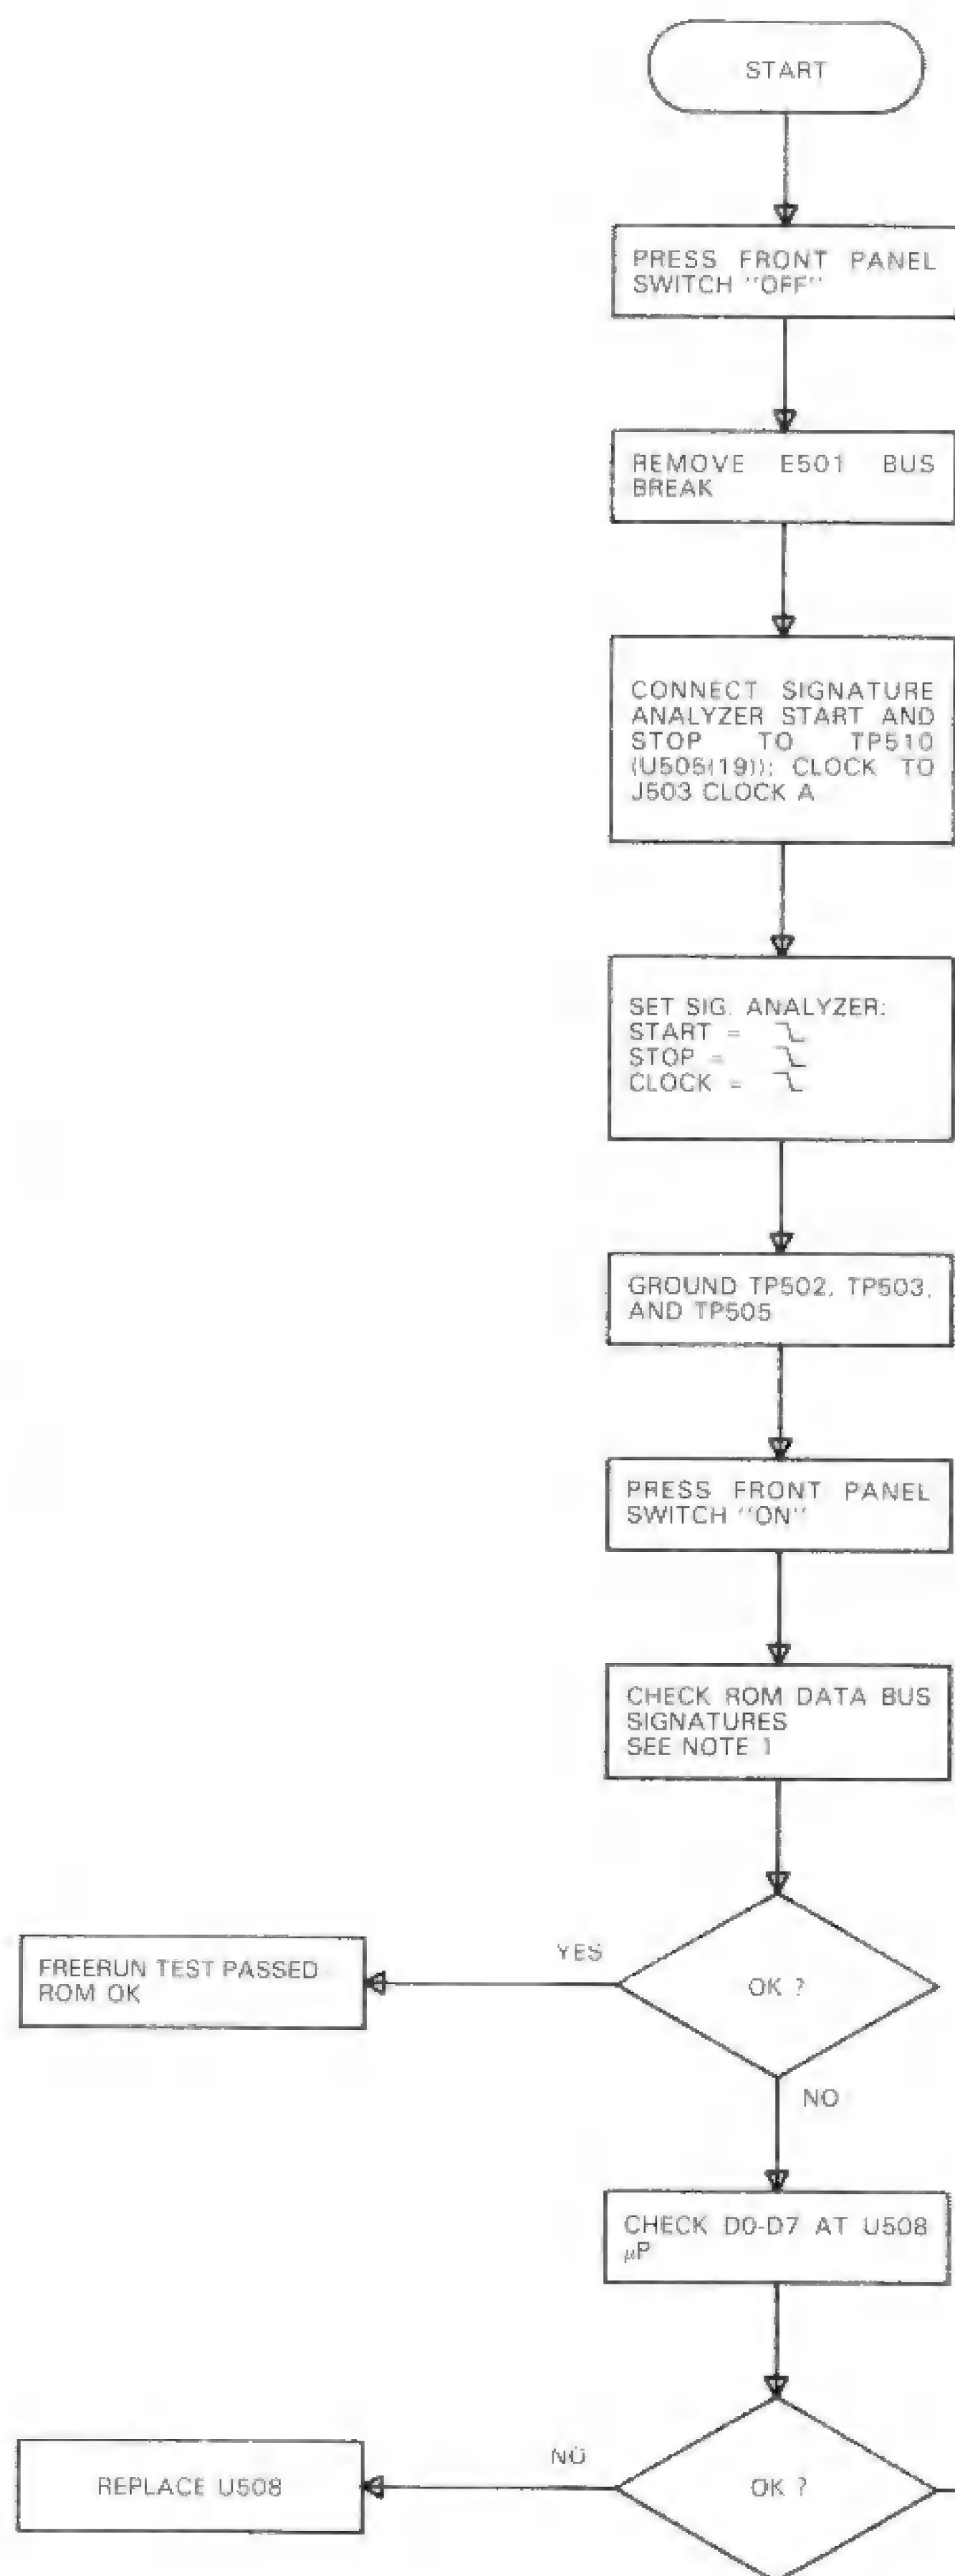 START
PRESS FRONT PANEL
SWITCH "OFF"
REMOVE E501 BUS
BREAK
CONNECT SIGNATURE
ANALYZER START AND
STOP TO TP510
(U505(19)); CLOCK TO
J503 CLOCK A
SET SIG. ANALYZER:
START =
STOP =
CLOCK =
GROUND TP502, TP503,
AND TP505
PRESS FRONT PANEL
SWITCH "ON"
CHECK ROM DATA BUS
SIGNATURES
SEE NOTE 1
OK ?
YES
FREERUN TEST PASSED
ROM OK
NO
CHECK D0-D7 AT U508
μP
OK ?
NO
REPLACE U508